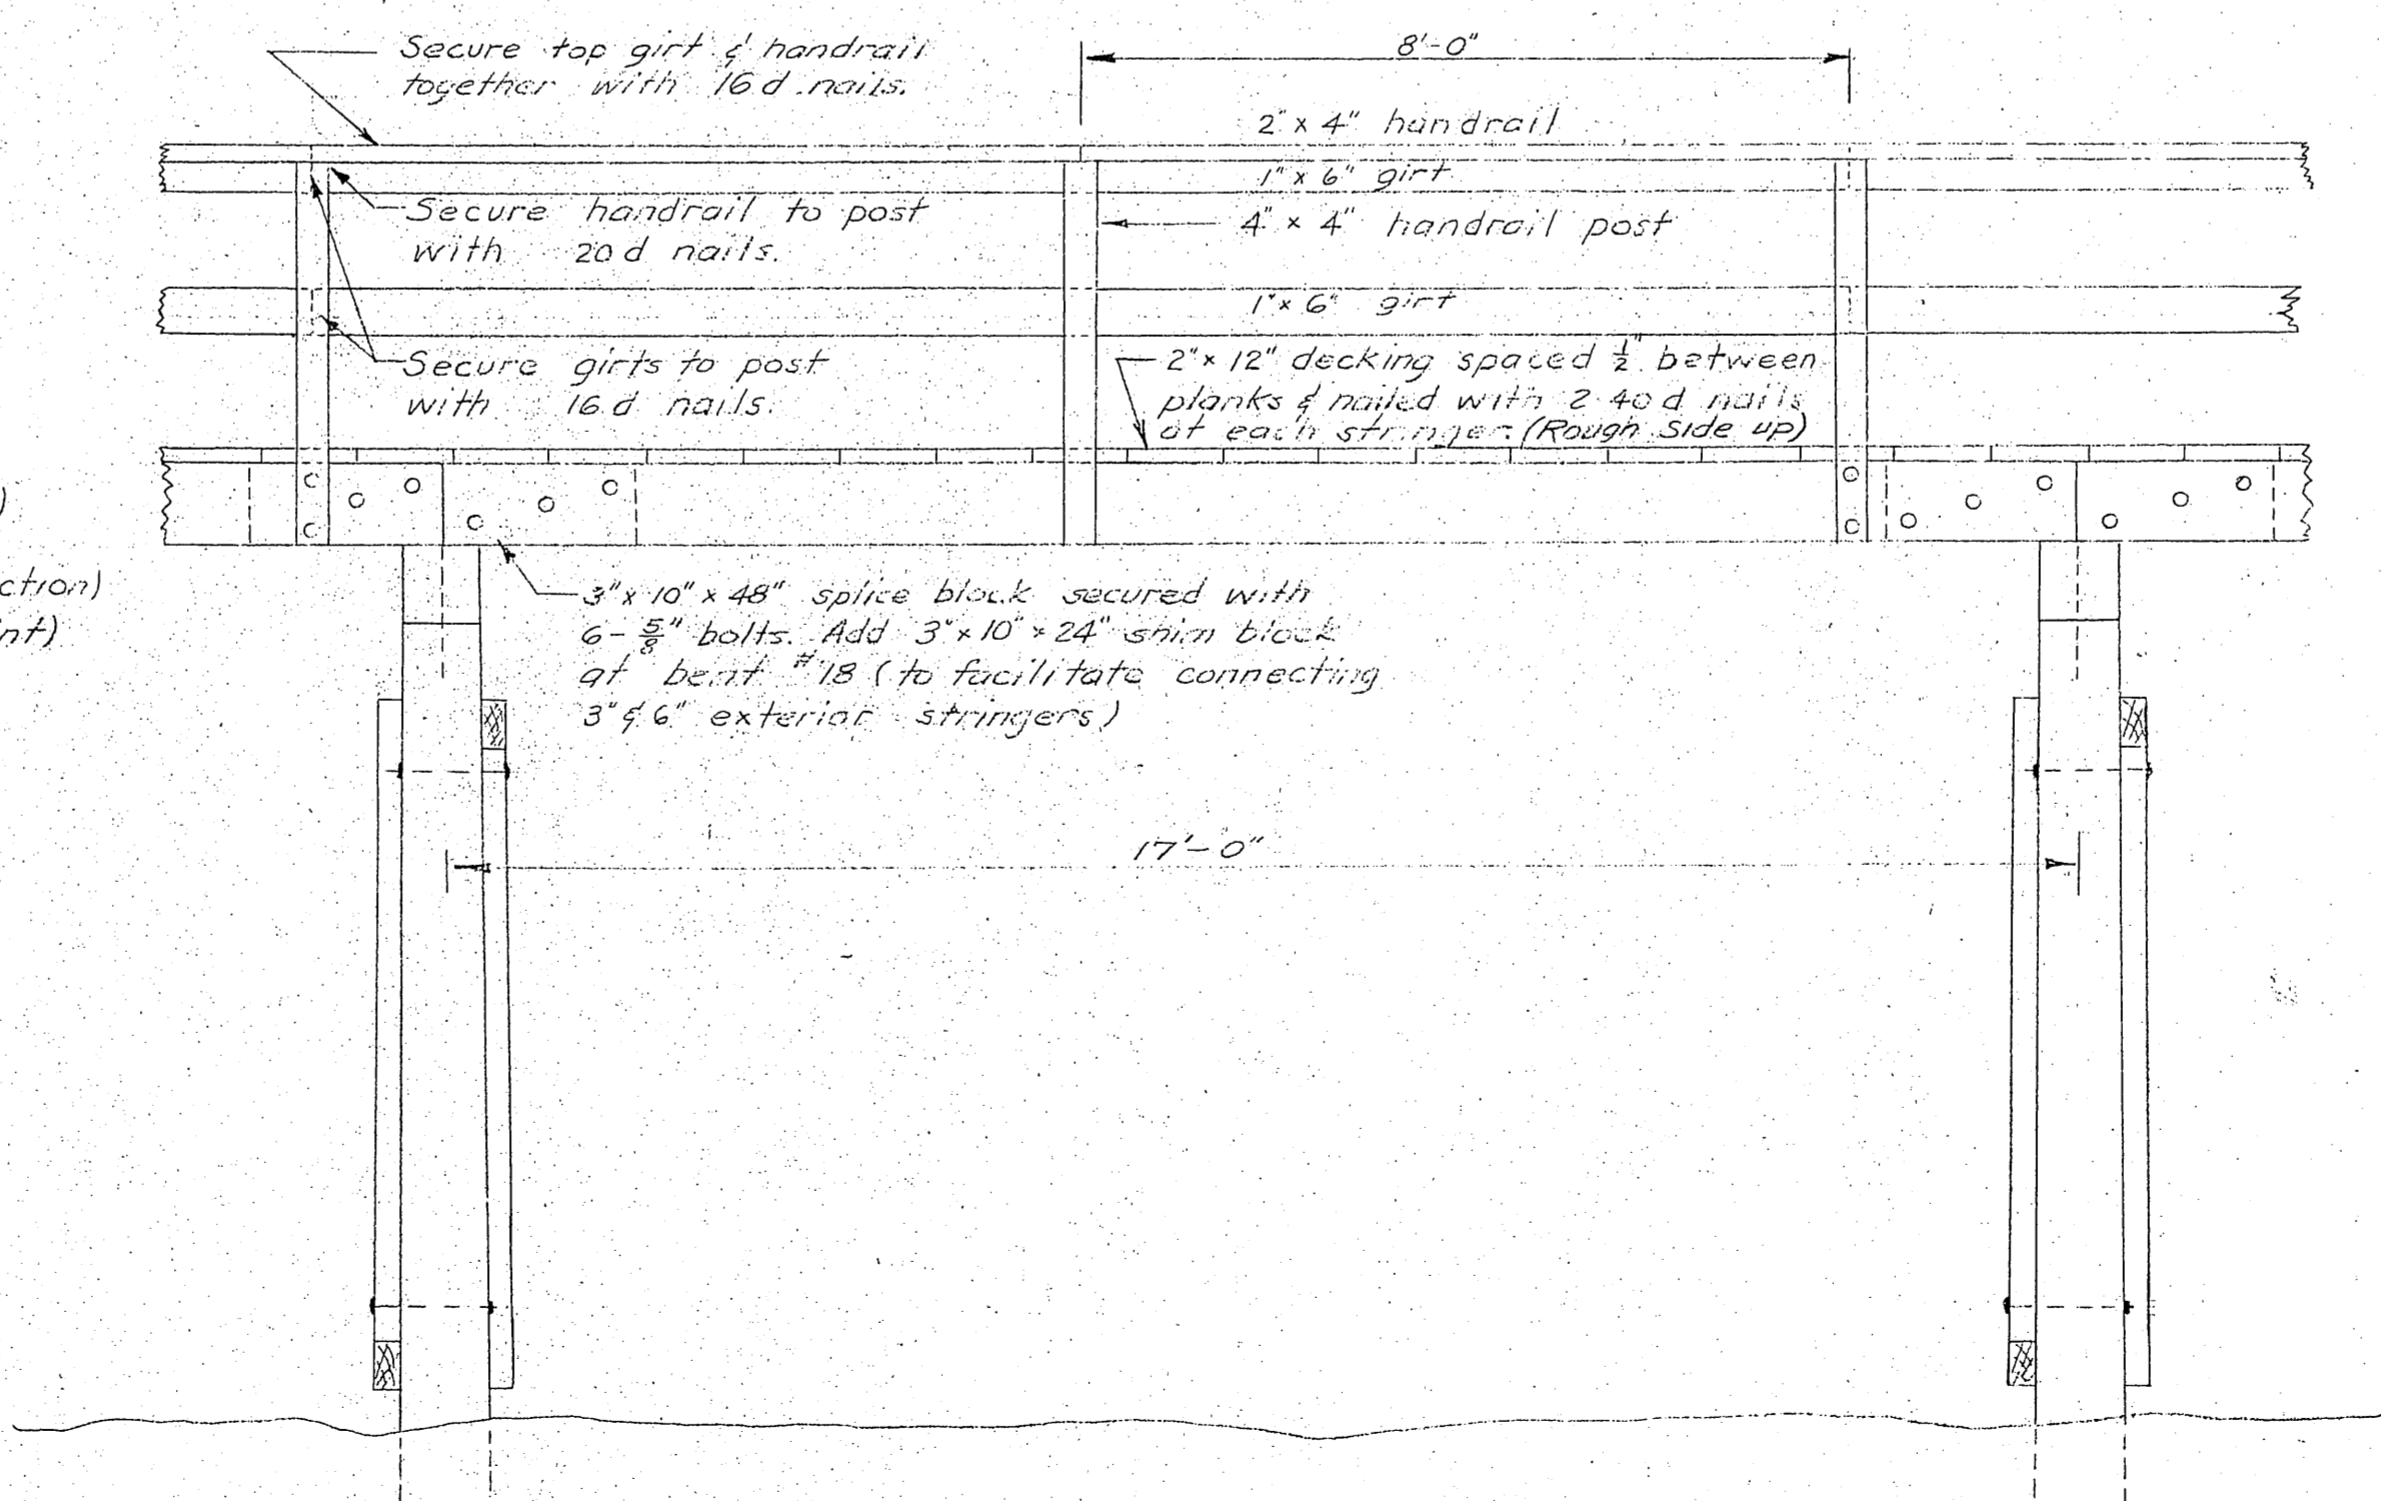 Secure top girt & handrail
together with 16 d nails.
8'-0"
2" x 4" handrail
1" x 6" girt
Secure handrail to post
with 20 d nails.
4" x 4" handrail post
1" x 6" girt
Secure girts to post
with 16 d nails.
2" x 12" decking spaced ½" between
planks & nailed with 2 40 d nails
at each stringer. (Rough side up)
)
ction)
nt)
3" x 10" x 48" splice block secured with
6 - 5/8" bolts. Add 3" x 10" x 24" shim block
at bent #18 (to facilitate connecting
3" & 6" exterior stringers)
17'-0"